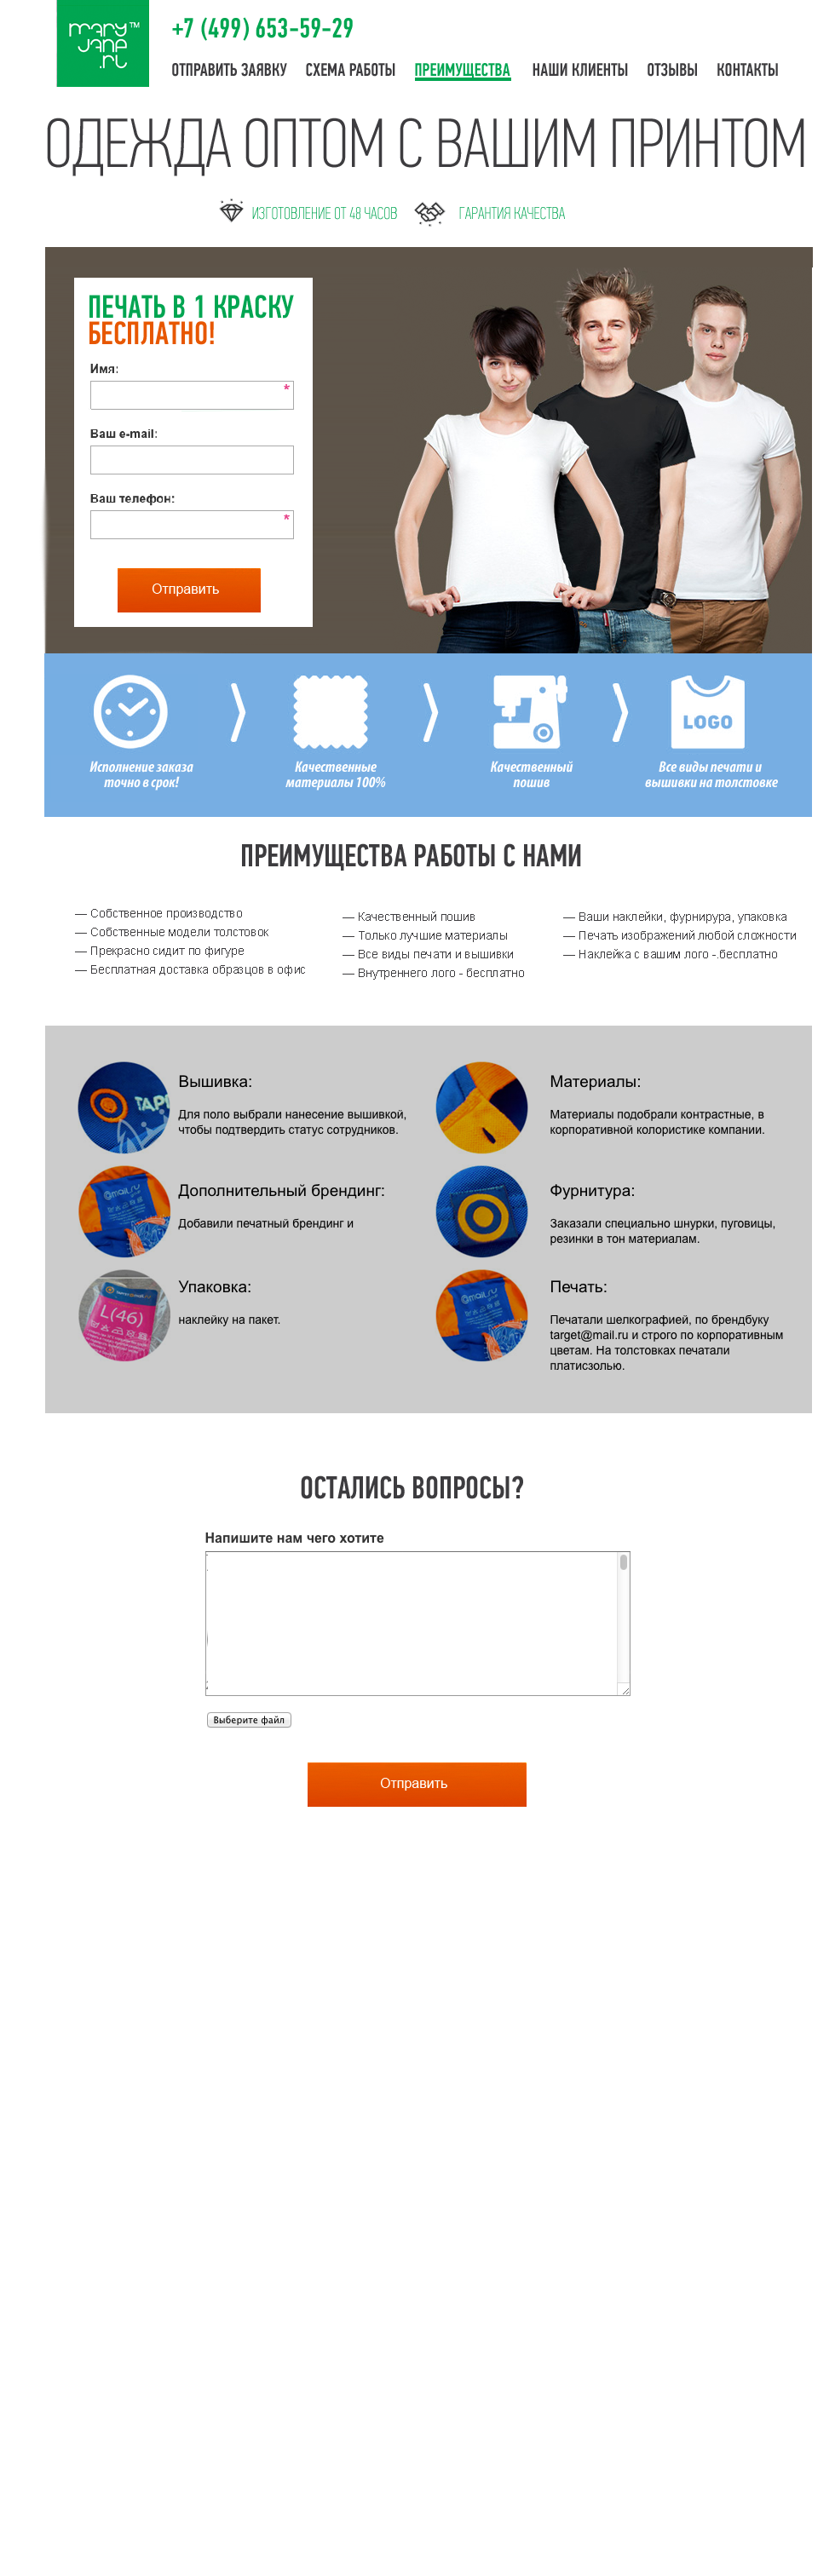 mary™
jane
.ru
+7 (499) 653-59-29
ОТПРАВИТЬ ЗАЯВКУ СХЕМА РАБОТЫ ПРЕИМУЩЕСТВА НАШИ КЛИЕНТЫ ОТЗЫВЫ КОНТАКТЫ
ОДЕЖДА ОПТОМ С ВАШИМ ПРИНТОМ
ИЗГОТОВЛЕНИЕ ОТ 48 ЧАСОВ ГАРАНТИЯ КАЧЕСТВА
ПЕЧАТЬ В 1 КРАСКУ
БЕСПЛАТНО!
Имя:
*
Ваш e-mail:
Ваш телефон:
*
Отправить
LOGO
Исполнение заказа
точно в срок!
Качественные
материалы 100%
Качественный
пошив
Все виды печати и
вышивки на толстовке
ПРЕИМУЩЕСТВА РАБОТЫ С НАМИ
— Собственное производство
— Собственные модели толстовок
— Прекрасно сидит по фигуре
— Бесплатная доставка образцов в офис
— Качественный пошив
— Только лучшие материалы
— Все виды печати и вышивки
— Внутреннего лого - бесплатно
— Ваши наклейки, фурнирура, упаковка
— Печать изображений любой сложности
— Наклейка с вашим лого -.бесплатно
Вышивка:
Для поло выбрали нанесение вышивкой,
чтобы подтвердить статус сотрудников.
Материалы:
Материалы подобрали контрастные, в
корпоративной колористике компании.
@mail.ru
Дополнительный брендинг:
Добавили печатный брендинг и
Фурнитура:
Заказали специально шнурки, пуговицы,
резинки в тон материалам.
L(46)
Упаковка:
наклейку на пакет.
@mail.ru
Печать:
Печатали шелкографией, по брендбуку
target@mail.ru и строго по корпоративным
цветам. На толстовках печатали
платисзолью.
ОСТАЛИСЬ ВОПРОСЫ?
Напишите нам чего хотите
Выберите файл
Отправить